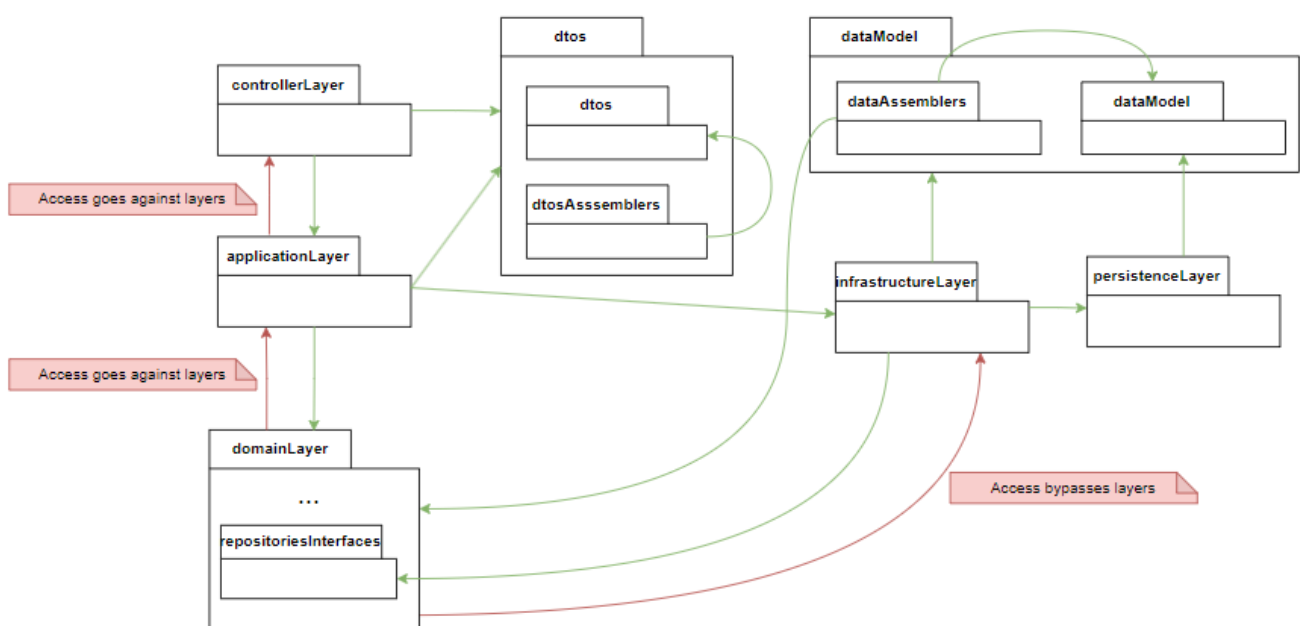 dtos
dataModel
controllerLayer
dataAssemblers
dataModel
dtos
Access goes against layers
dtosAsssemblers
applicationLayer
infrastructureLayer
persistenceLayer
Access goes against layers
domainLayer
...
Access bypasses layers
repositoriesInterfaces